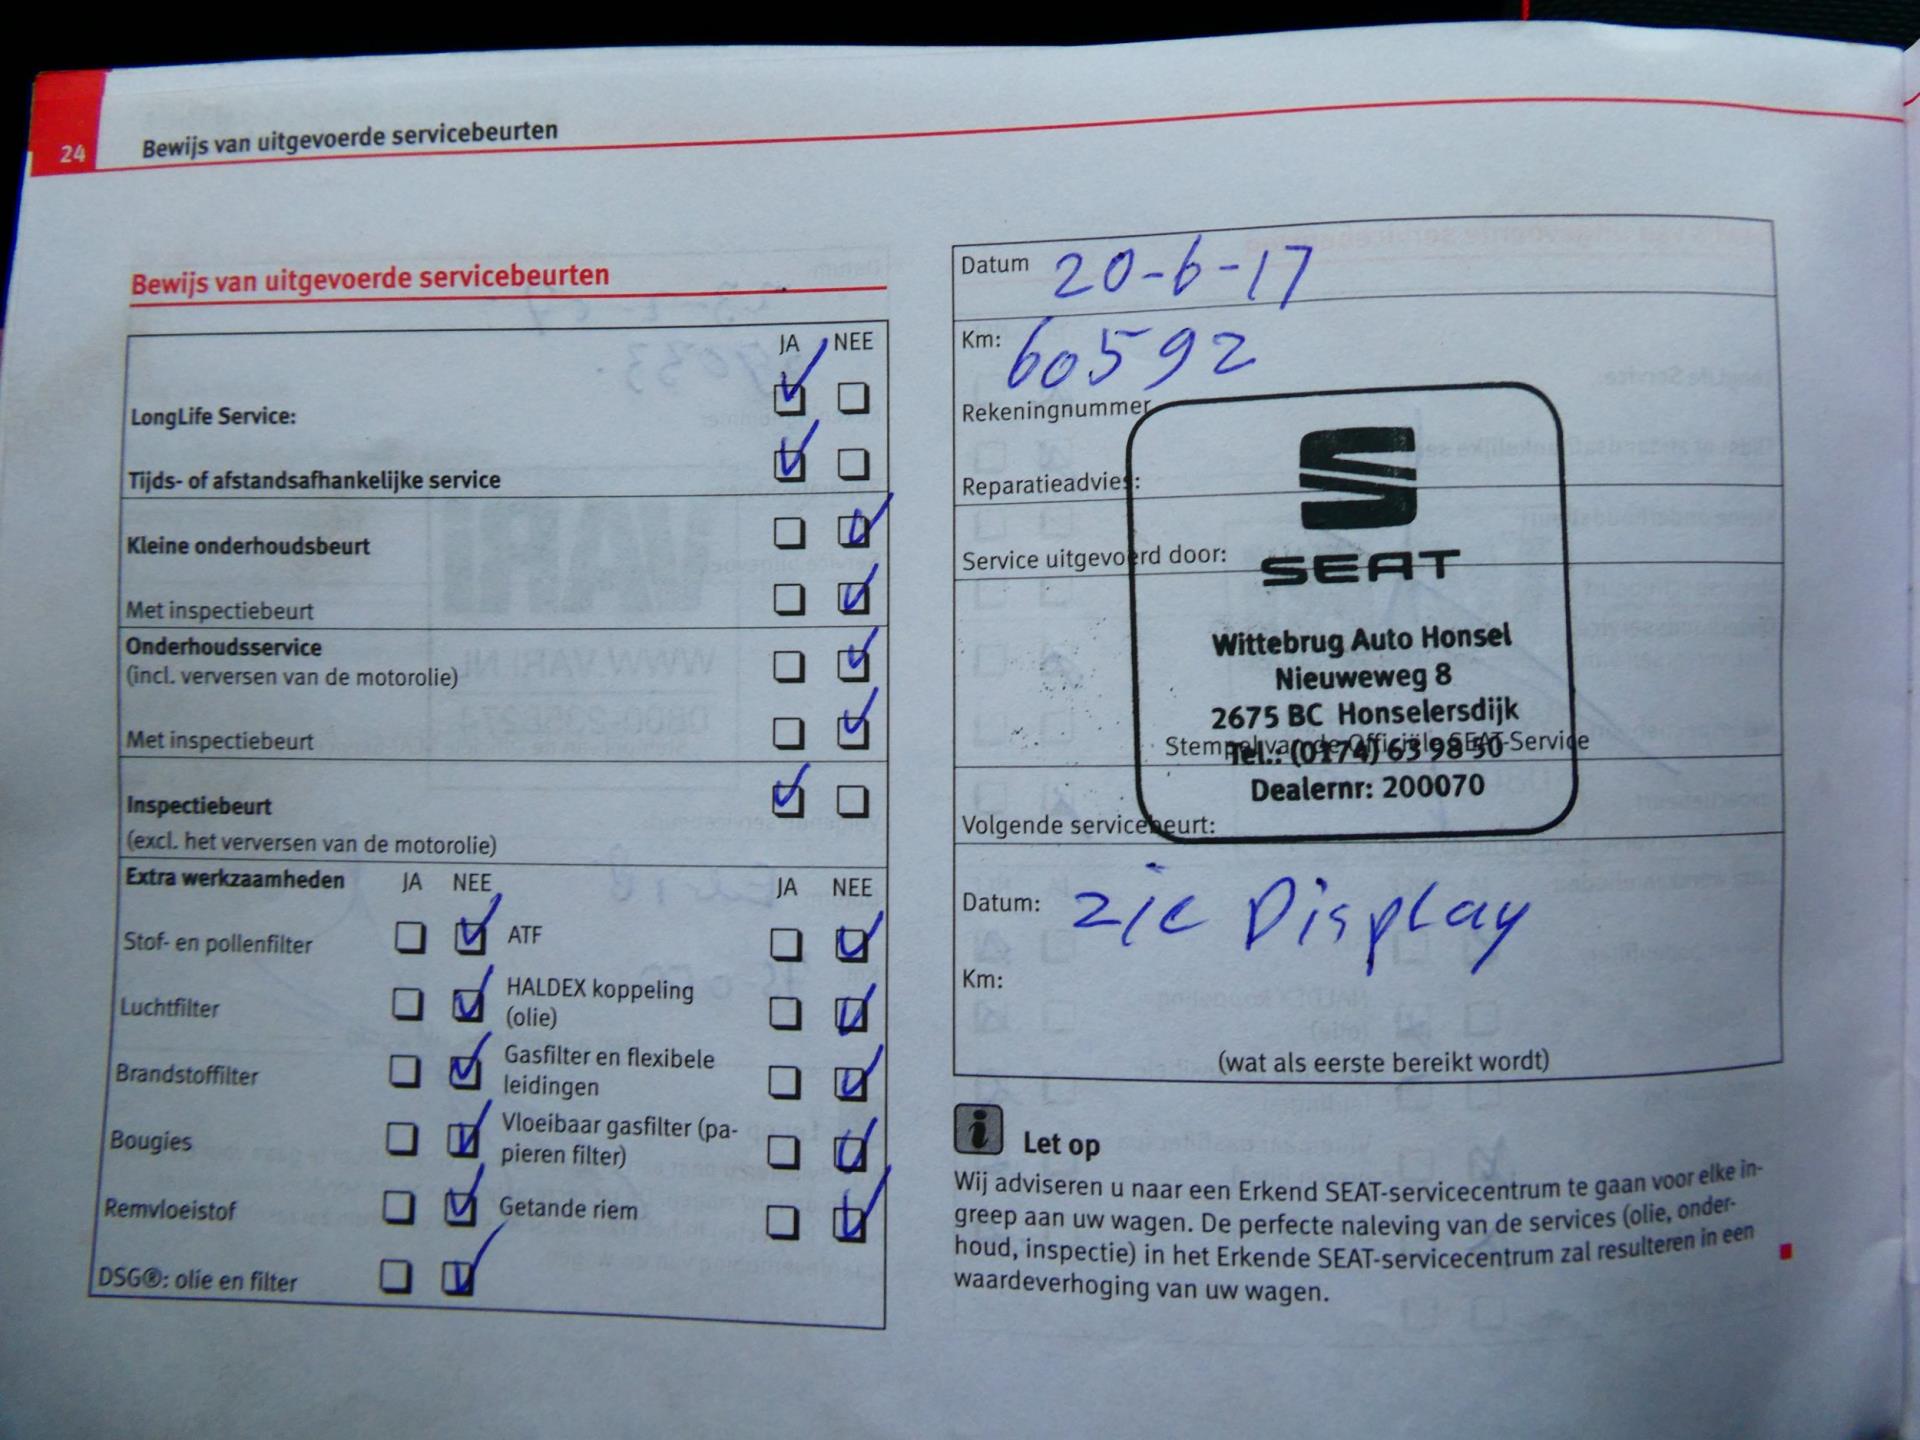 24
Bewijs van uitgevoerde servicebeurten
Bewijs van uitgevoerde servicebeurten
JA NEE
LongLife Service:
Tijds- of afstandsafhankelijke service
Kleine onderhoudsbeurt
Met inspectiebeurt
Onderhoudsservice
(incl. verversen van de motorolie)
Met inspectiebeurt
Inspectiebeurt
(excl. het verversen van de motorolie)
Extra werkzaamheden JA NEE JA NEE
Stof- en pollenfilter ATF
Luchtfilter HALDEX koppeling
(olie)
Brandstoffilter Gasfilter en flexibele
leidingen
Bougies Vloeibaar gasfilter (pa-
pieren filter)
Remvloeistof Getande riem
DSG®: olie en filter
Datum 20-6-17
Km: 60592
Rekeningnummer
Reparatieadvies:
Service uitgevoerd door:
SEAT
Wittebrug Auto Honsel
Nieuweweg 8
2675 BC Honselersdijk
Tel.: (0174) 63 98 50
Stempel van de Officiële SEAT-Service
Dealernr: 200070
Volgende servicebeurt:
Datum: zie Display
Km:
(wat als eerste bereikt wordt)
i Let op
Wij adviseren u naar een Erkend SEAT-servicecentrum te gaan voor elke in-
greep aan uw wagen. De perfecte naleving van de services (olie, onder-
houd, inspectie) in het Erkende SEAT-servicecentrum zal resulteren in een
waardeverhoging van uw wagen.